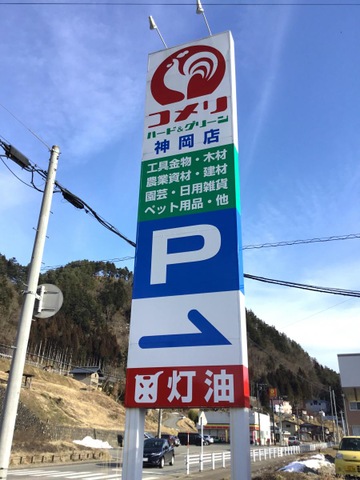 コメリ
ハード&グリーン
神岡店
工具金物・木材
農業資材・建材
園芸・日用雑貨
ペット用品・他
P
灯油